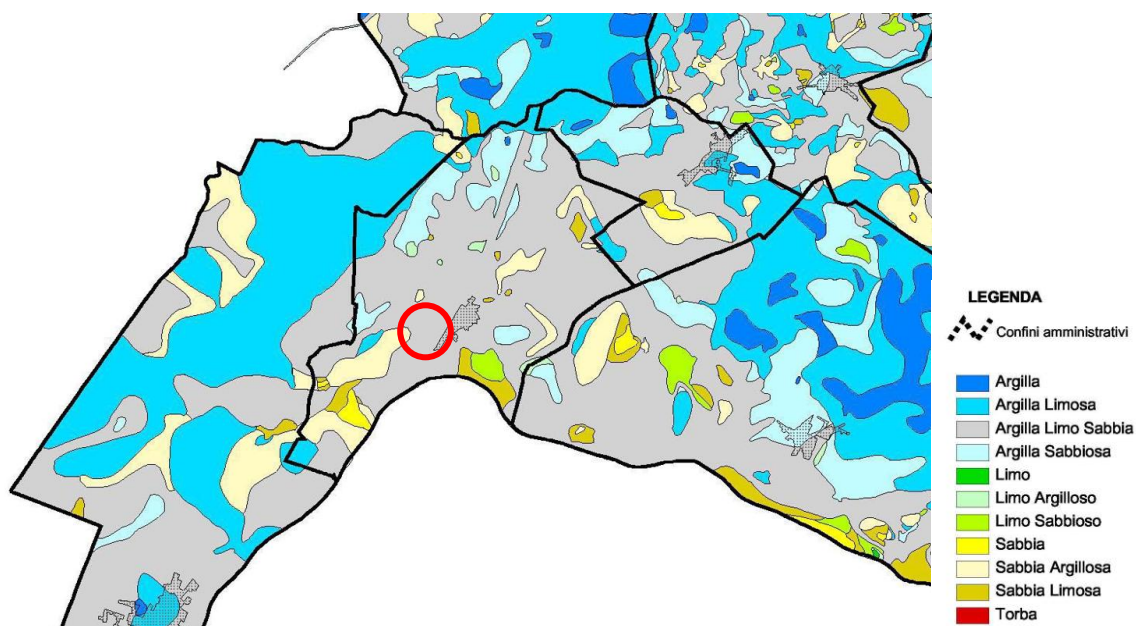 LEGENDA
Confini amministrativi
Argilla
Argilla Limosa
Argilla Limo Sabbia
Argilla Sabbiosa
Limo
Limo Argilloso
Limo Sabbioso
Sabbia
Sabbia Argillosa
Sabbia Limosa
Torba